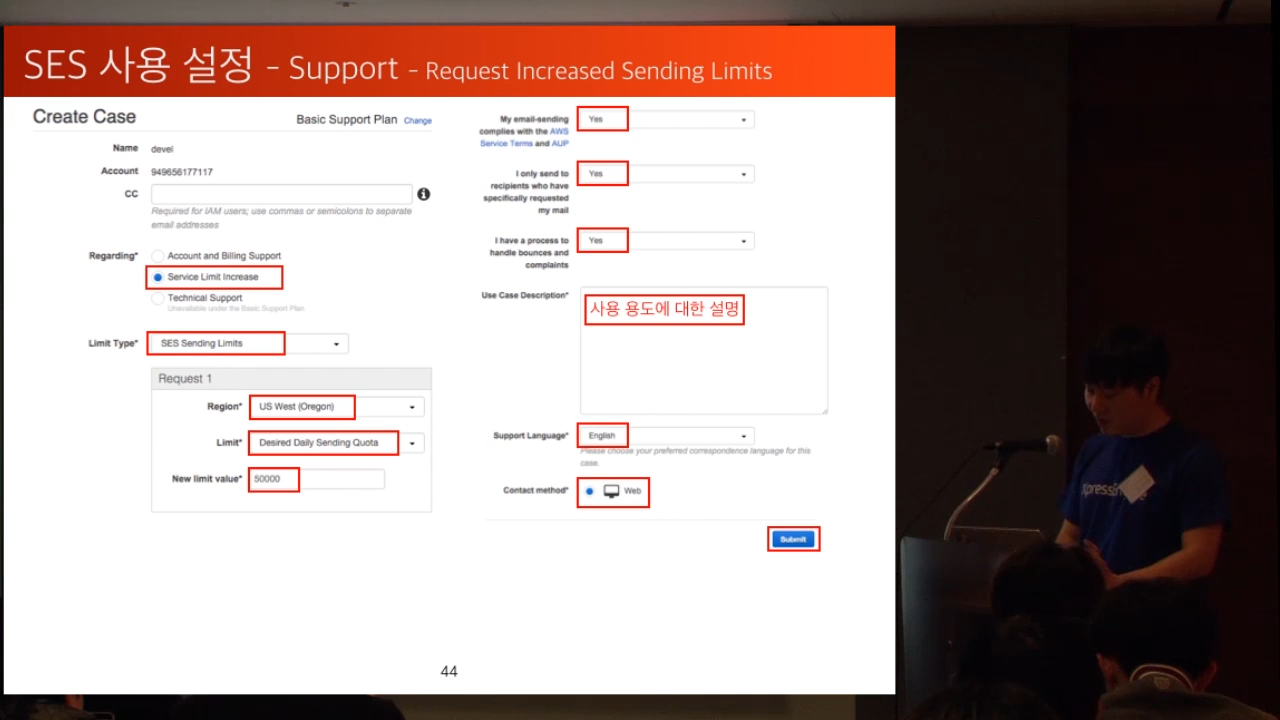 SES 사용 설정 – Support – Request Increased Sending Limits
Create Case
Basic Support Plan Change
Name devel
Account 949656177117
CC
Required for IAM users; use commas or semicolons to separate
email addresses
Regarding*
Account and Billing Support
Service Limit Increase
Technical Support
Unavailable under the Basic Support Plan
Limit Type* SES Sending Limits
Request 1
Region* US West (Oregon)
Limit* Desired Daily Sending Quota
New limit value* 50000
My email-sending
complies with the AWS
Service Terms and AUP
Yes
I only send to
recipients who have
specifically requested
my mail
Yes
I have a process to
handle bounces and
complaints
Yes
Use Case Description*
사용 용도에 대한 설명
Support Language* English
Please choose your preferred correspondence language for this
case.
Contact method* Web
Submit
44